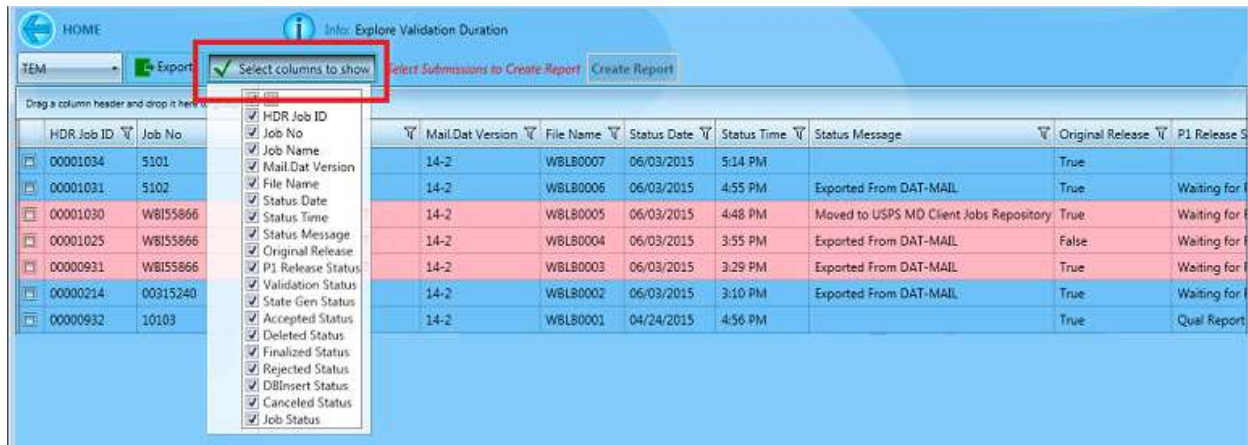 HOME
Info: Explore Validation Duration
TEM
Export
Select columns to show
Select Submissions to Create Report
Create Report
Drag a column header and drop it here
HDR Job ID Job No Mail.Dat Version File Name Status Date Status Time Status Message Original Release P1 Release S
00001034 5101 14-2 WBLB0007 06/03/2015 5:14 PM True
00001031 5102 14-2 WBLB0006 06/03/2015 4:55 PM Exported From DAT-MAIL True Waiting for
00001030 WBI55866 14-2 WBLB0005 06/03/2015 4:48 PM Moved to USPS MD Client Jobs Repository True Waiting for
00001025 WBI55866 14-2 WBLB0004 06/03/2015 3:55 PM Exported From DAT-MAIL False Waiting for
00000931 WBI55866 14-2 WBLB0003 06/03/2015 3:29 PM Exported From DAT-MAIL True Waiting for
00000214 00315240 14-2 WBLB0002 06/03/2015 3:10 PM Exported From DAT-MAIL True Waiting for
00000932 10103 14-2 WBLB0001 04/24/2015 4:56 PM True Qual Report
HDR Job ID
Job No
Job Name
Mail.Dat Version
File Name
Status Date
Status Time
Status Message
Original Release
P1 Release Status
Validation Status
State Gen Status
Accepted Status
Deleted Status
Finalized Status
Rejected Status
DBInsert Status
Canceled Status
Job Status